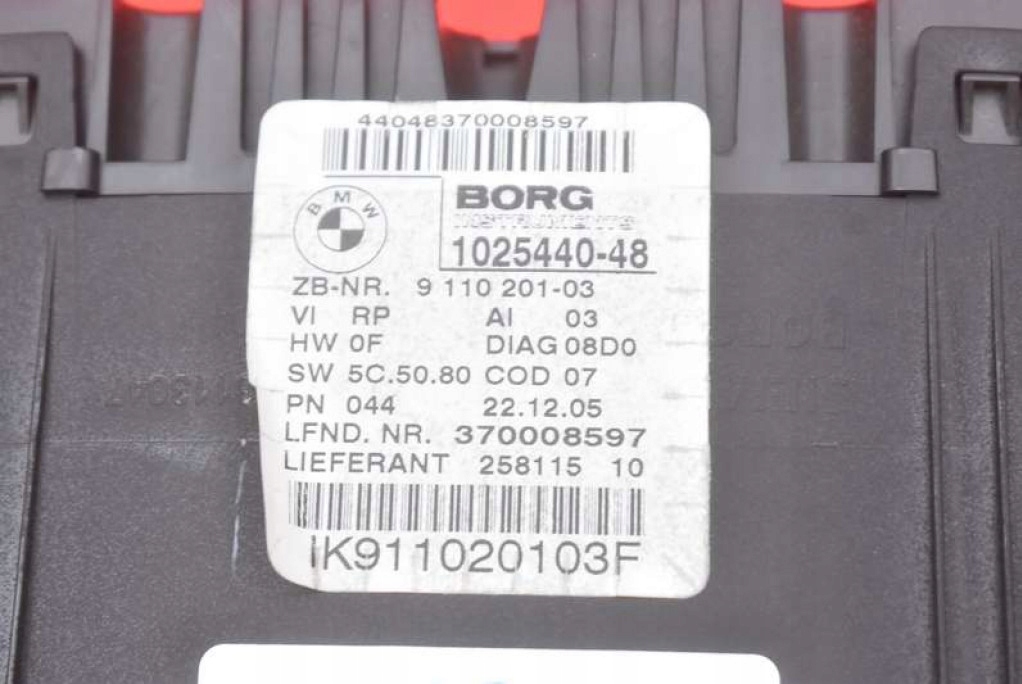 44048370008597
BMW
BORG
INSTRUMENTS
1025440-48
ZB-NR. 9 110 201-03
VI RP AI 03
HW 0F DIAG 08D0
SW 5C.50.80 COD 07
PN 044 22.12.05
LFND. NR. 370008597
LIEFERANT 258115 10
IK911020103F